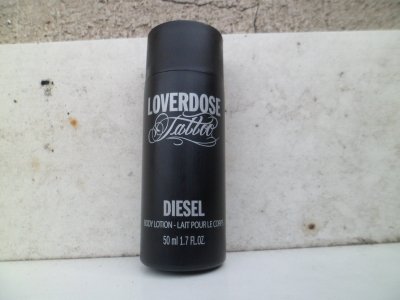 LOVERDOSE
Tattoo
DIESEL
BODY LOTION - LAIT POUR LE CORPS
50 ml 1.7 FL.OZ.